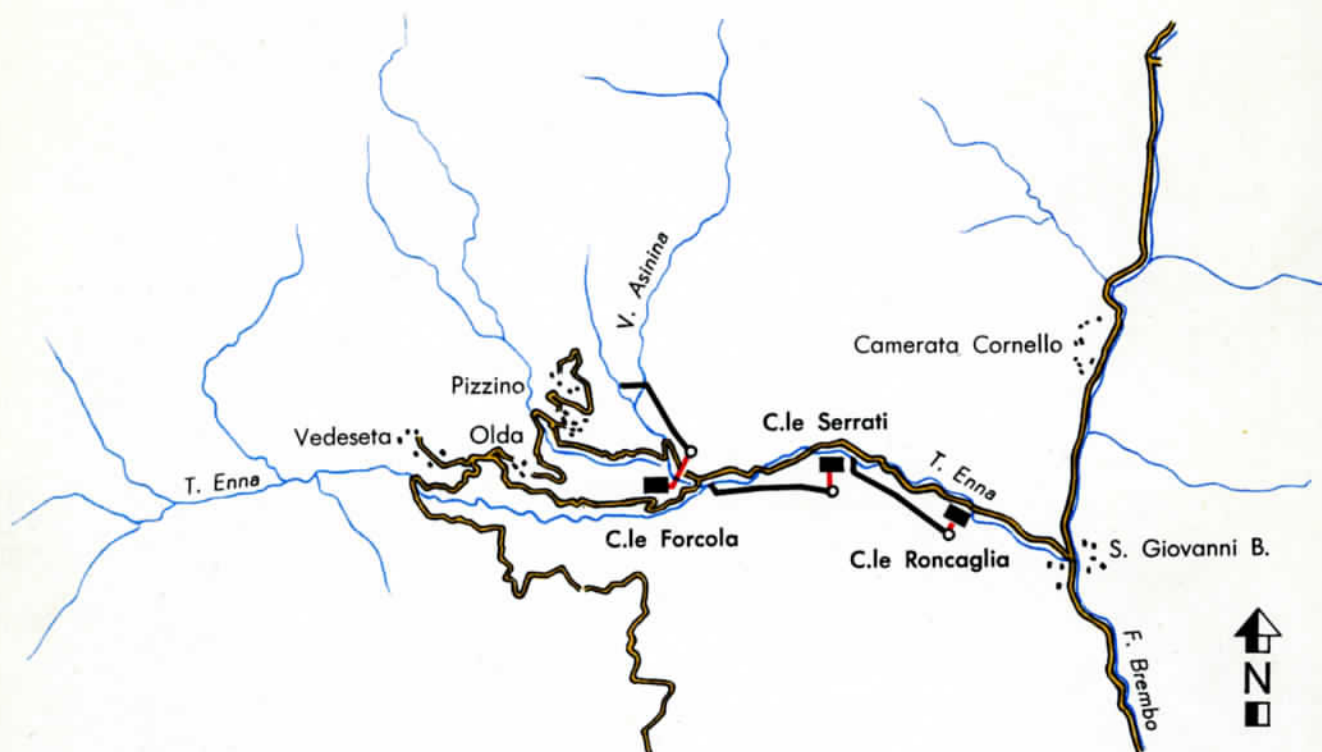 V. Asinina
Camerata Cornello
Pizzino
C.le Serrati
Vedeseta
Olda
T. Enna
T. Enna
C.le Forcola
C.le Roncaglia
S. Giovanni B.
F. Brembo
N